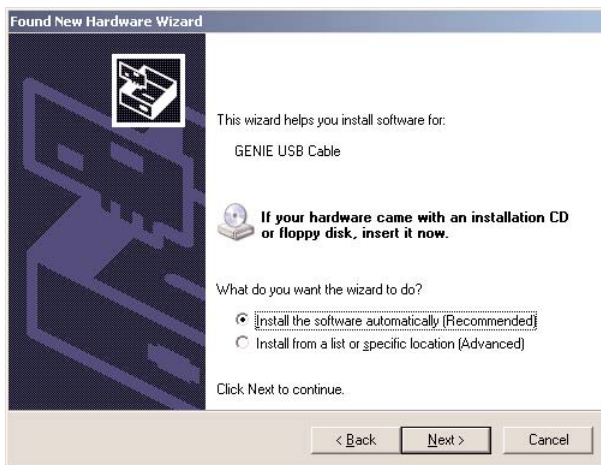 Found New Hardware Wizard
This wizard helps you install software for:
GENIE USB Cable
If your hardware came with an installation CD
or floppy disk, insert it now.
What do you want the wizard to do?
Install the software automatically (Recommended)
Install from a list or specific location (Advanced)
Click Next to continue.
< Back
Next >
Cancel